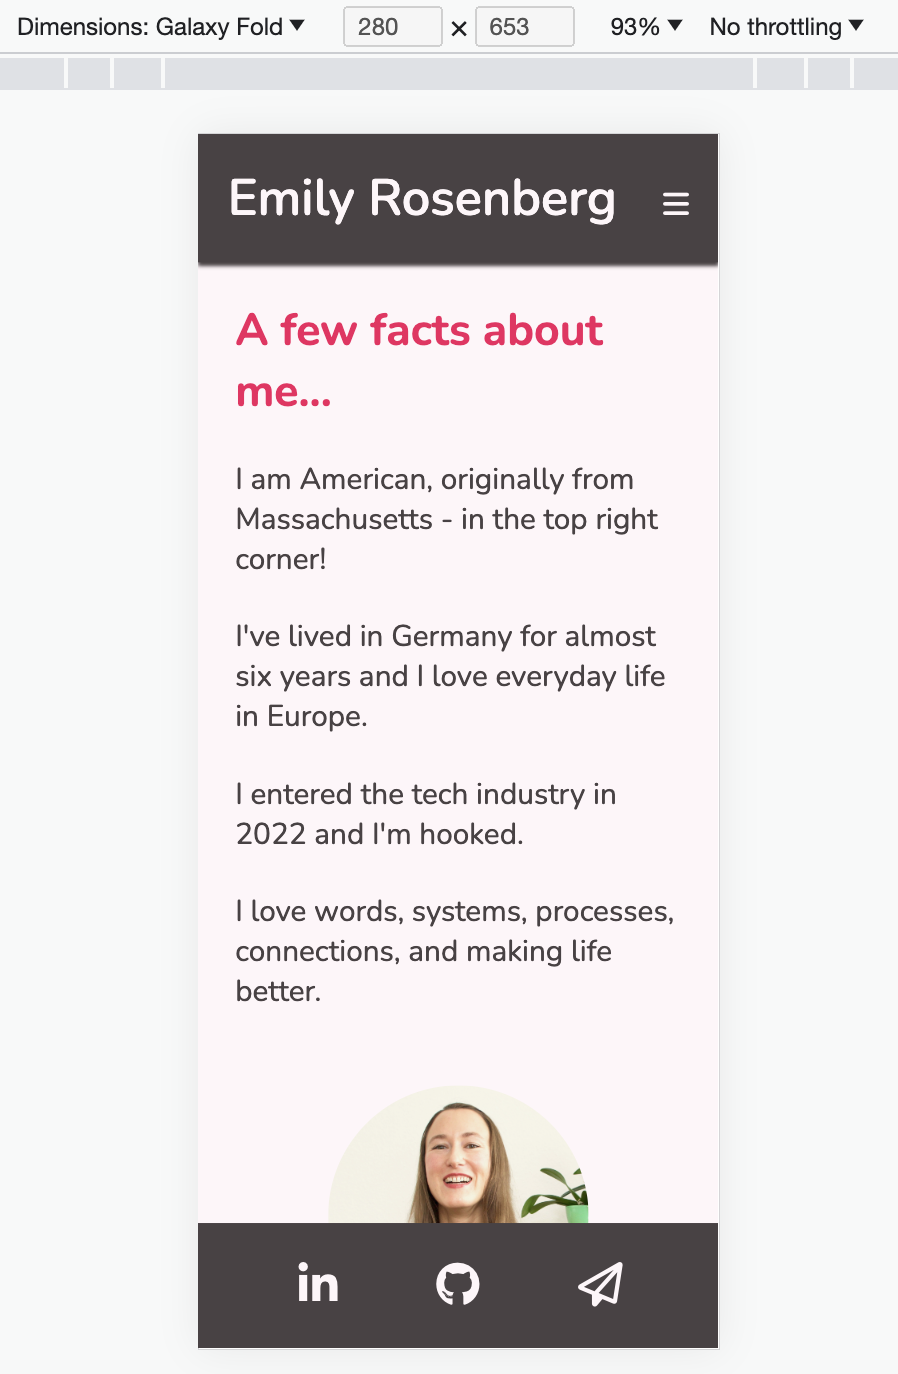 Dimensions: Galaxy Fold ▼ 280 × 653 93% ▼ No throttling ▼
Emily Rosenberg
A few facts about
me...
I am American, originally from
Massachusetts - in the top right
corner!
I've lived in Germany for almost
six years and I love everyday life
in Europe.
I entered the tech industry in
2022 and I'm hooked.
I love words, systems, processes,
connections, and making life
better.
in